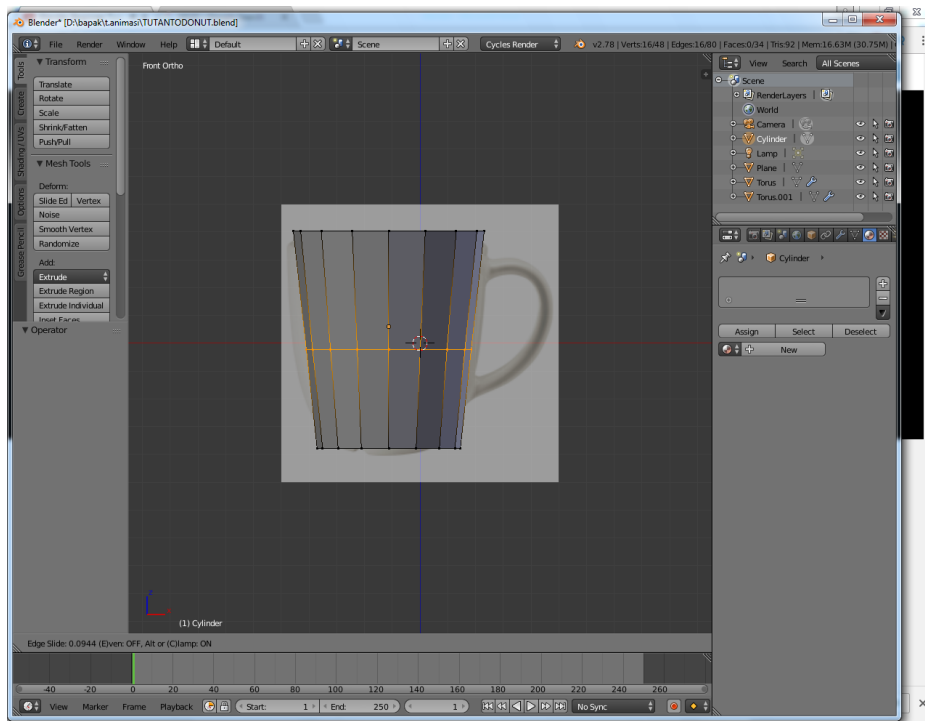 Blender* [D:\bapak\t.animasi\TUTANTODONUT.blend]
File Render Window Help Default Scene Cycles Render v2.78 | Verts:16/48 | Edges:16/80 | Faces:0/34 | Tris:92 | Mem:16.63M (30.75M) |
Tools
Create
Shading / UVs
Options
Grease Pencil
Transform
Translate
Rotate
Scale
Shrink/Fatten
Push/Pull
Mesh Tools
Deform:
Slide Ed Vertex
Noise
Smooth Vertex
Randomize
Add:
Extrude
Extrude Region
Extrude Individual
Inset Faces
Operator
Front Ortho
(1) Cylinder
Edge Slide: 0.0944 (E)ven: OFF, Alt or (C)lamp: ON
View Search All Scenes
Scene
RenderLayers
World
Camera
Cylinder
Lamp
Plane
Torus
Torus.001
Cylinder
Assign Select Deselect
New
-40 -20 0 20 40 60 80 100 120 140 160 180 200 220 240 260
View Marker Frame Playback Start: 1 End: 250 1 No Sync